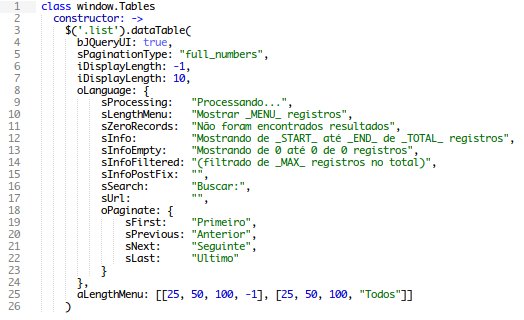 1 class window.Tables
2   constructor: ->
3     $('.list').dataTable(
4       bJQueryUI: true,
5       sPaginationType: "full_numbers",
6       iDisplayLength: -1,
7       iDisplayLength: 10,
8       oLanguage: {
9           sProcessing:   "Processando...",
10           sLengthMenu:   "Mostrar _MENU_ registros",
11           sZeroRecords:  "Não foram encontrados resultados",
12           sInfo:         "Mostrando de _START_ até _END_ de _TOTAL_ registros",
13           sInfoEmpty:    "Mostrando de 0 até 0 de 0 registros",
14           sInfoFiltered: "(filtrado de _MAX_ registros no total)",
15           sInfoPostFix:  "",
16           sSearch:       "Buscar:",
17           sUrl:          "",
18           oPaginate: {
19               sFirst:    "Primeiro",
20               sPrevious: "Anterior",
21               sNext:     "Seguinte",
22               sLast:     "Ultimo"
23           }
24       },
25       aLengthMenu: [[25, 50, 100, -1], [25, 50, 100, "Todos"]]
26     )